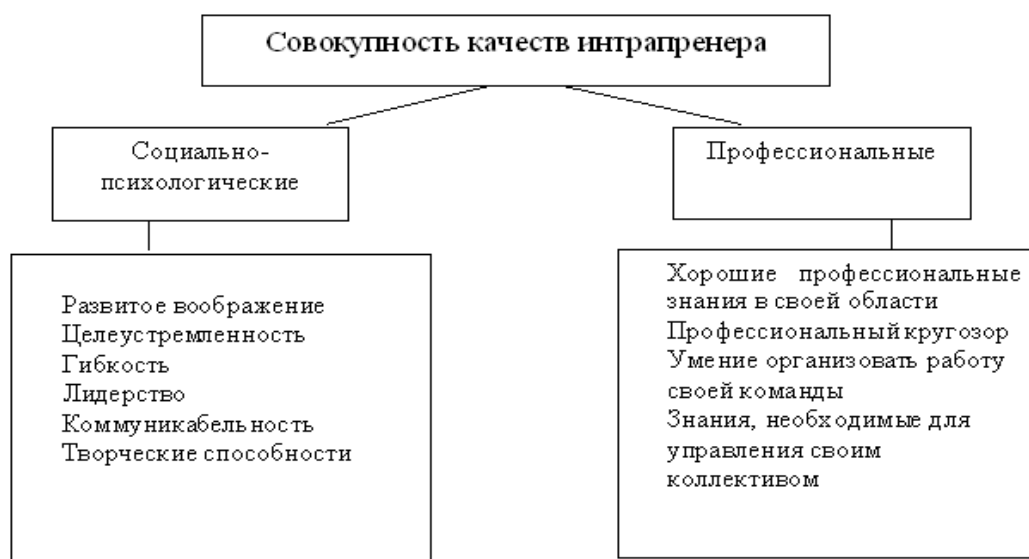 Совокупность качеств интрапренера
Социально-
психологические
Профессиональные
Развитое воображение
Целеустремленность
Гибкость
Лидерство
Коммуникабельность
Творческие способности
Хорошие профессиональные
знания в своей области
Профессиональный кругозор
Умение организовать работу
своей команды
Знания, необходимые для
управления своим
коллективом